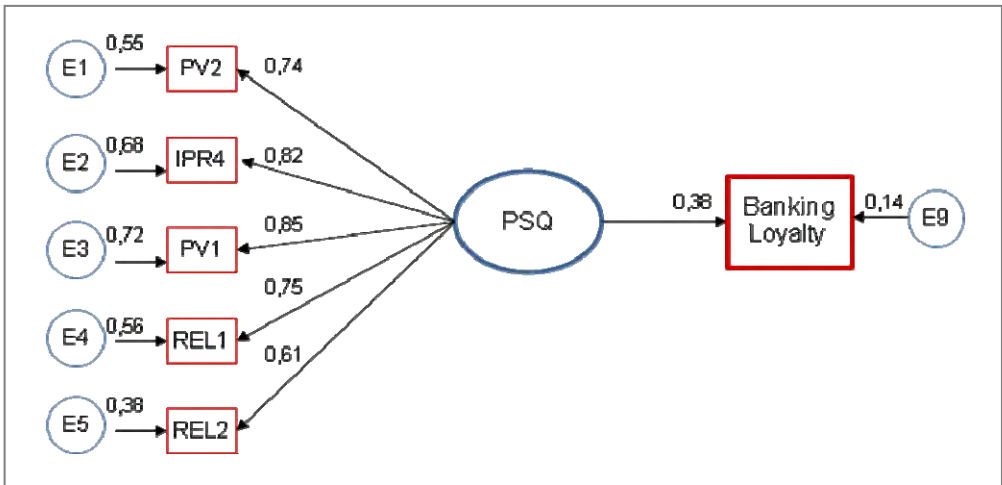 0,55
E1
PV2
0,74
0,68
E2
IPR4
0,82
0,72
E3
PV1
0,85
0,56
E4
REL1
0,75
0,38
E5
REL2
0,61
PSQ
0,38
Banking
Loyalty
0,14
E9